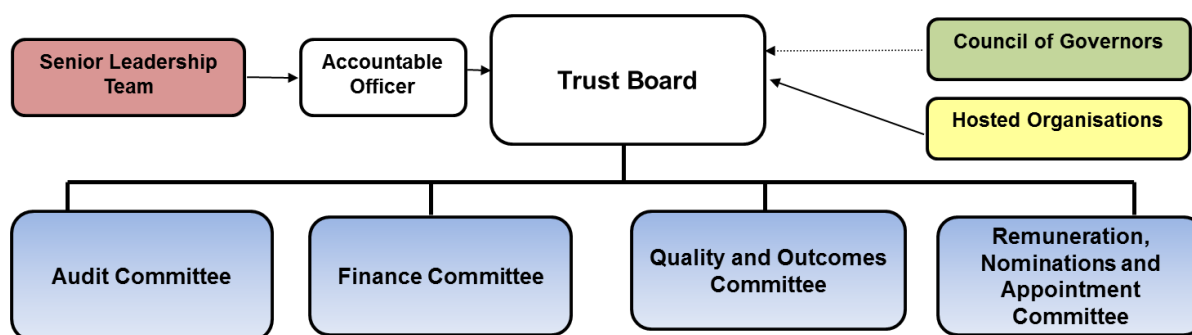 Senior Leadership
Team
Accountable
Officer
Trust Board
Council of Governors
Hosted Organisations
Audit Committee
Finance Committee
Quality and Outcomes
Committee
Remuneration,
Nominations and
Appointment
Committee